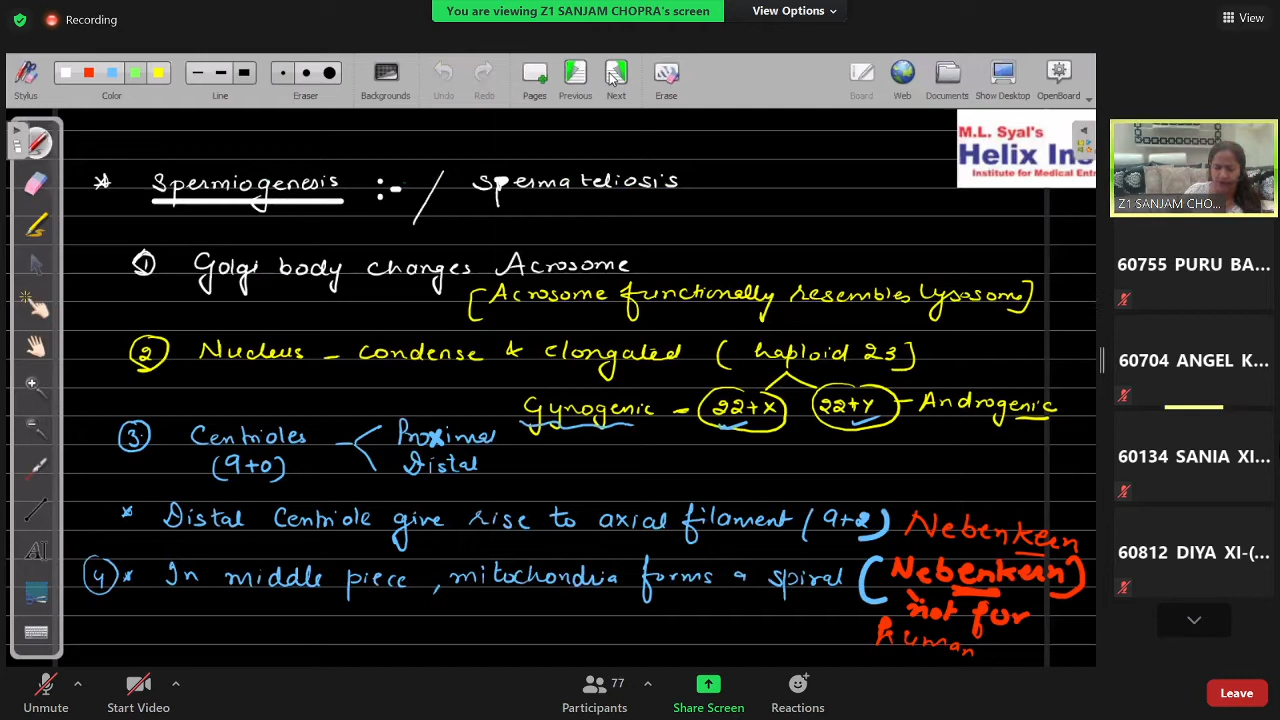 Recording
You are viewing Z1 SANJAM CHOPRA's screen
View Options
View
Stylus
Color
Line
Eraser
Backgrounds
Undo
Redo
Pages
Previous
Next
Erase
Board
Web
Documents
Show Desktop
OpenBoard
M.L. Syal's
Helix Ins
Institute for Medical Entr
* Spermiogenesis :- / Spermateliosis
① Golgi body changes Acrosome
[Acrosome functionally resembles lysosome]
② Nucleus - condense & elongated ( haploid 23]
Gynogenic - 22+X 22+Y - Androgenic
③ Centrioles - Proximal
(9+0) Distal
* Distal Centriole give rise to axial filament (9+2) Nebenkern
④ * In middle piece, mitochondria forms a spiral (Nebenkern)
not for
human
Z1 SANJAM CHO...
60755 PURU BA...
60704 ANGEL K...
60134 SANIA XI...
60812 DIYA XI-(...
Unmute
Start Video
77
Participants
Share Screen
Reactions
Leave